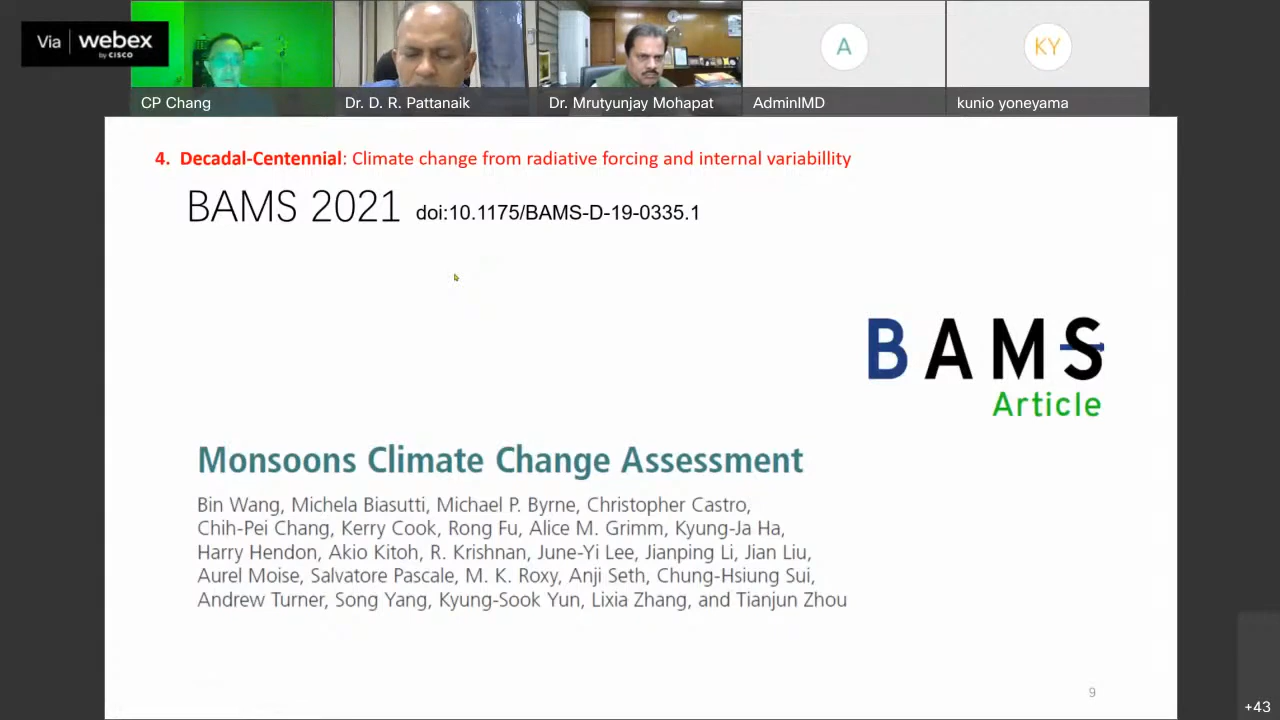 Via webex
by CISCO
CP Chang
Dr. D. R. Pattanaik
Dr. Mrutyunjay Mohapat
A
AdminIMD
KY
kunio yoneyama
4. Decadal-Centennial: Climate change from radiative forcing and internal variabillity
BAMS 2021 doi:10.1175/BAMS-D-19-0335.1
BAMS
Article
Monsoons Climate Change Assessment
Bin Wang, Michela Biasutti, Michael P. Byrne, Christopher Castro,
Chih-Pei Chang, Kerry Cook, Rong Fu, Alice M. Grimm, Kyung-Ja Ha,
Harry Hendon, Akio Kitoh, R. Krishnan, June-Yi Lee, Jianping Li, Jian Liu,
Aurel Moise, Salvatore Pascale, M. K. Roxy, Anji Seth, Chung-Hsiung Sui,
Andrew Turner, Song Yang, Kyung-Sook Yun, Lixia Zhang, and Tianjun Zhou
9
+43